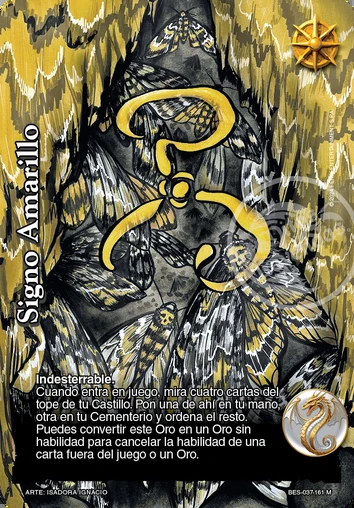 Signo Amarillo
Indesterrable.
Cuando entra en juego, mira cuatro cartas del
tope de tu Castillo. Pon una de ahí en tu mano,
otra en tu Cementerio y ordena el resto.
Puedes convertir este Oro en un Oro sin
habilidad para cancelar la habilidad de una
carta fuera del juego o un Oro.
ARTE: ISADORA IGNACIO
BES-037-161 M